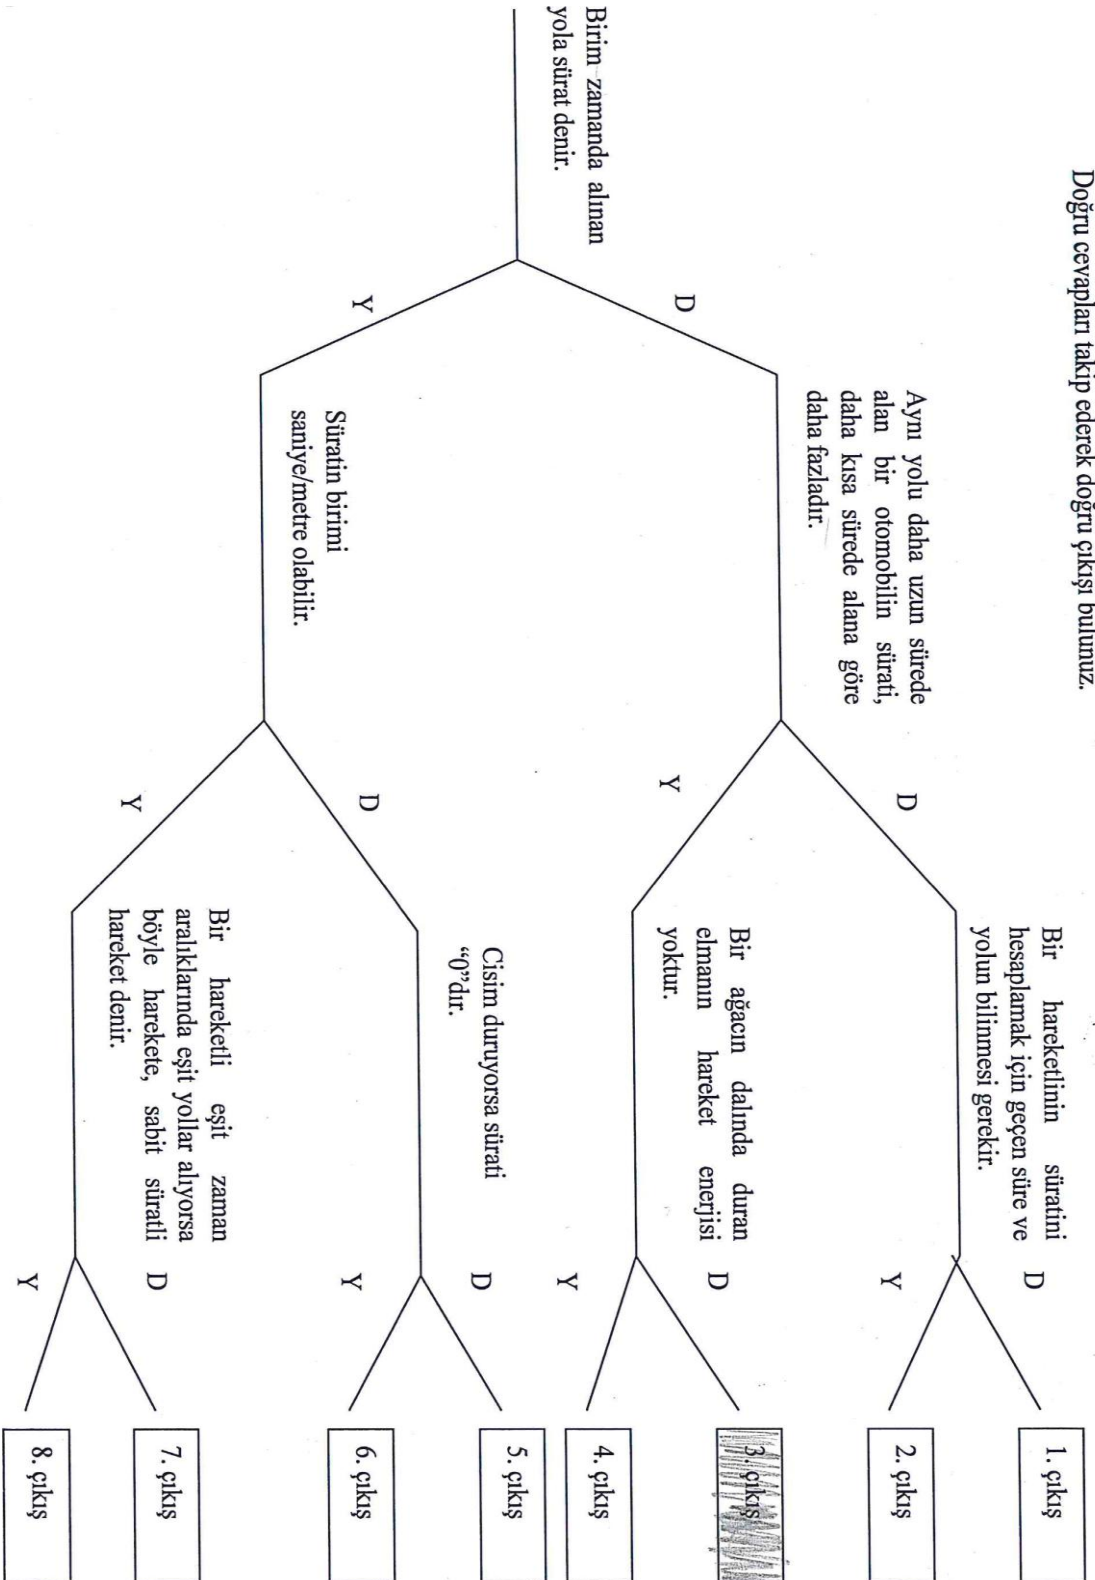 Doğru cevapları takip ederek doğru çıkışı bulunuz.
Birim zamanda alınan
yola sürat denir.
D
Y
Aynı yolu daha uzun sürede
alan bir otomobilin sürati,
daha kısa sürede alana göre
daha fazladır.
D
Y
Süratin birimi
saniye/metre olabilir.
D
Y
Bir hareketlinin süratini
hesaplamak için geçen süre ve
yolun bilinmesi gerekir.
D
Y
Bir ağacın dalında duran
elmanın hareket enerjisi
yoktur.
D
Y
Cisim duruyorsa sürati
“0”dır.
D
Y
Bir hareketli eşit zaman
aralıklarında eşit yollar alıyorsa
böyle harekete, sabit süratli
hareket denir.
D
Y
1. çıkış
2. çıkış
3. çıkış
4. çıkış
5. çıkış
6. çıkış
7. çıkış
8. çıkış